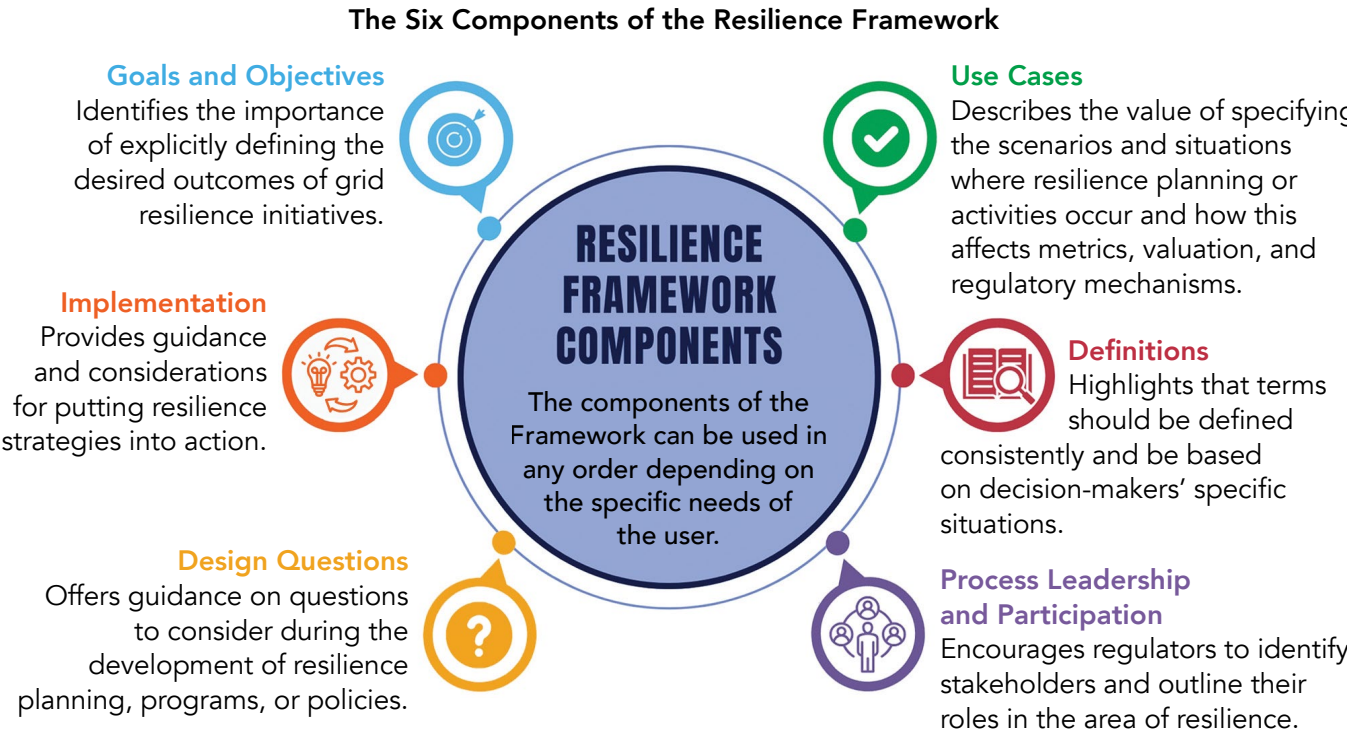 The Six Components of the Resilience Framework
Goals and Objectives
Identifies the importance
of explicitly defining the
desired outcomes of grid
resilience initiatives.
Implementation
Provides guidance
and considerations
for putting resilience
strategies into action.
Design Questions
Offers guidance on questions
to consider during the
development of resilience
planning, programs, or policies.
RESILIENCE
FRAMEWORK
COMPONENTS
The components of the
Framework can be used in
any order depending on
the specific needs of
the user.
?
Use Cases
Describes the value of specifying
the scenarios and situations
where resilience planning or
activities occur and how this
affects metrics, valuation, and
regulatory mechanisms.
Definitions
Highlights that terms
should be defined
consistently and be based
on decision-makers’ specific
situations.
Process Leadership
and Participation
Encourages regulators to identify
stakeholders and outline their
roles in the area of resilience.